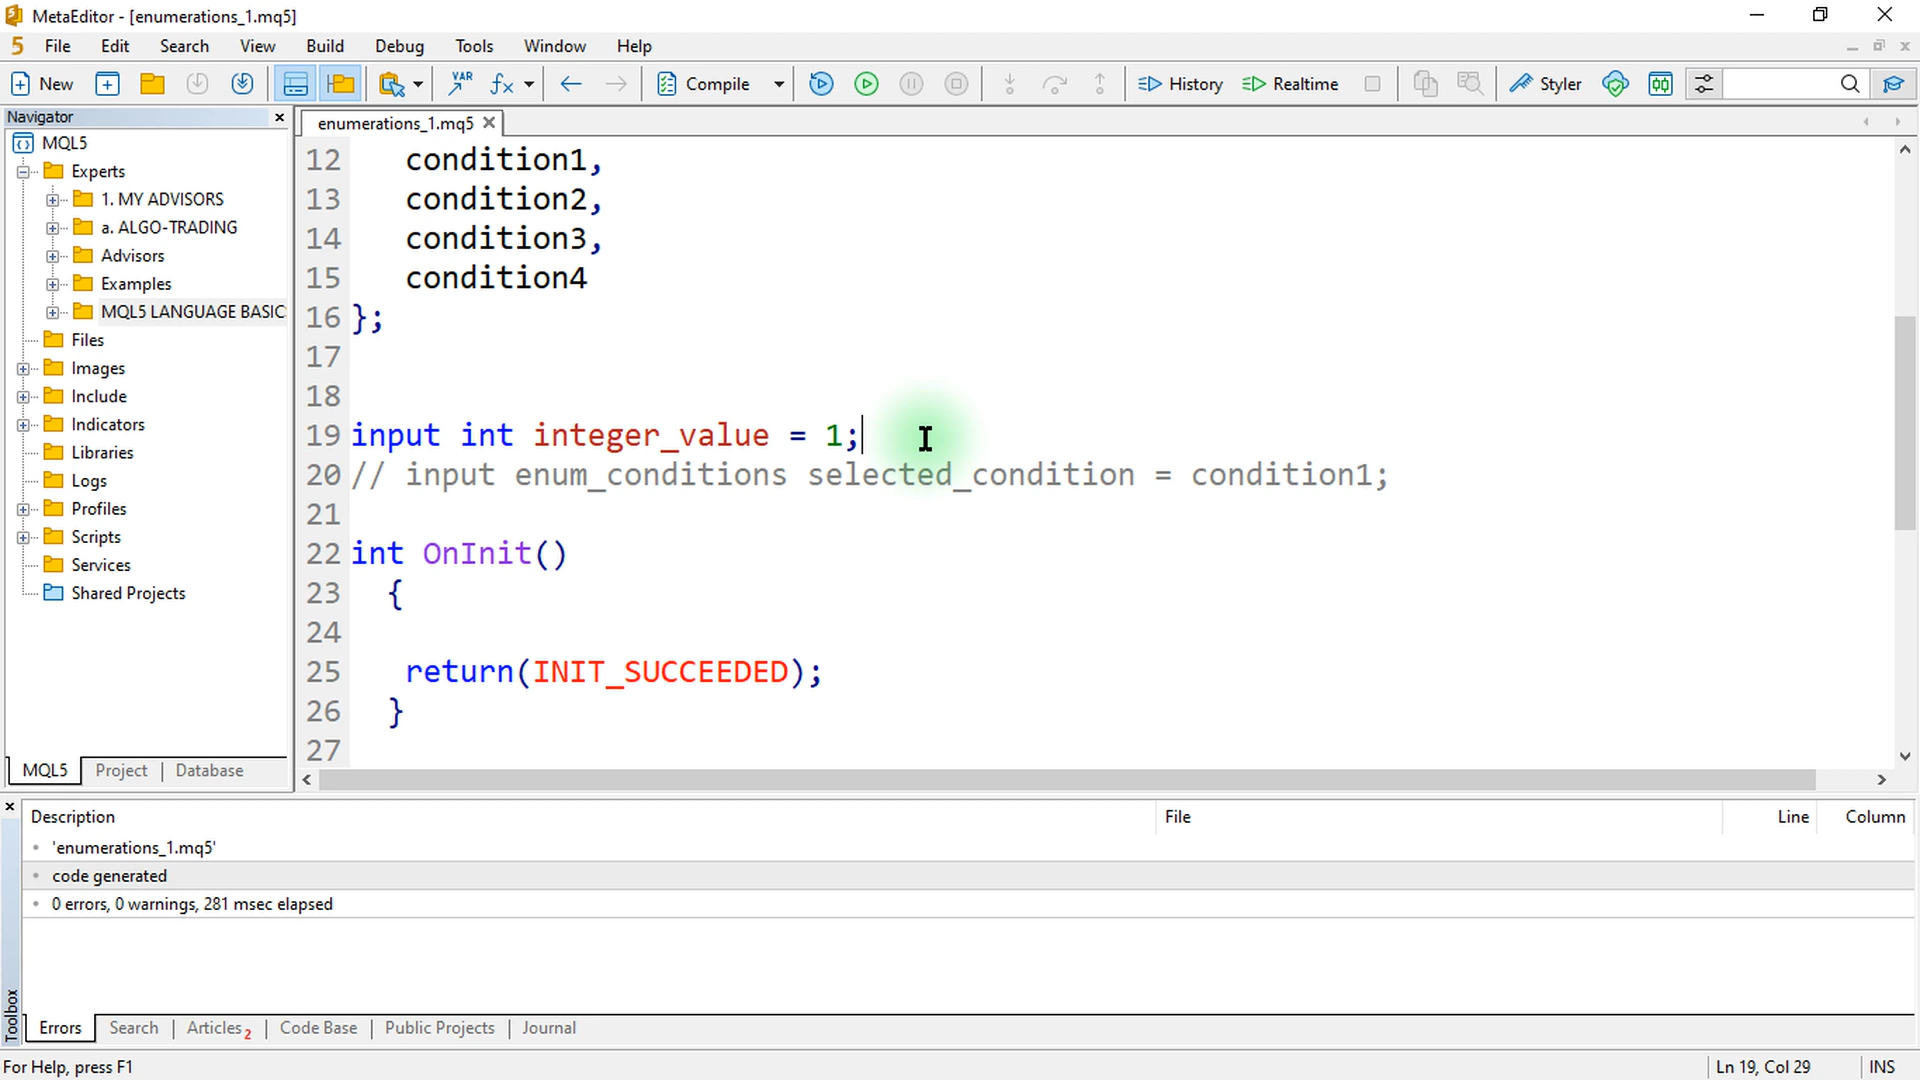 MetaEditor - [enumerations_1.mq5]
5 File Edit Search View Build Debug Tools Window Help
New VAR fx Compile History Realtime Styler
Navigator
MQL5
Experts
1. MY ADVISORS
a. ALGO-TRADING
Advisors
Examples
MQL5 LANGUAGE BASIC
Files
Images
Include
Indicators
Libraries
Logs
Profiles
Scripts
Services
Shared Projects
MQL5 Project Database
enumerations_1.mq5
12 condition1,
13 condition2,
14 condition3,
15 condition4
16 };
17
18
19 input int integer_value = 1;
20 // input enum_conditions selected_condition = condition1;
21
22 int OnInit()
23 {
24
25 return(INIT_SUCCEEDED);
26 }
27
Description File Line Column
'enumerations_1.mq5'
code generated
0 errors, 0 warnings, 281 msec elapsed
Toolbox
Errors Search Articles 2 Code Base Public Projects Journal
For Help, press F1 Ln 19, Col 29 INS